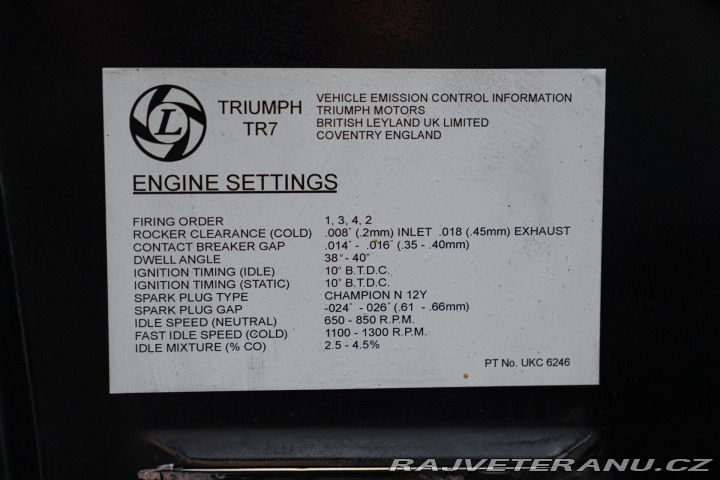 L
TRIUMPH
TR7
VEHICLE EMISSION CONTROL INFORMATION
TRIUMPH MOTORS
BRITISH LEYLAND UK LIMITED
COVENTRY ENGLAND
ENGINE SETTINGS
FIRING ORDER 1, 3, 4, 2
ROCKER CLEARANCE (COLD) .008" (.2mm) INLET .018 (.45mm) EXHAUST
CONTACT BREAKER GAP .014" - .016" (.35 - .40mm)
DWELL ANGLE 38° - 40°
IGNITION TIMING (IDLE) 10° B.T.D.C.
IGNITION TIMING (STATIC) 10° B.T.D.C.
SPARK PLUG TYPE CHAMPION N 12Y
SPARK PLUG GAP -024" - 026" (.61 - .66mm)
IDLE SPEED (NEUTRAL) 650 - 850 R.P.M.
FAST IDLE SPEED (COLD) 1100 - 1300 R.P.M.
IDLE MIXTURE (% CO) 2.5 - 4.5%
PT No. UKC 6246
RAJVETERANU.CZ